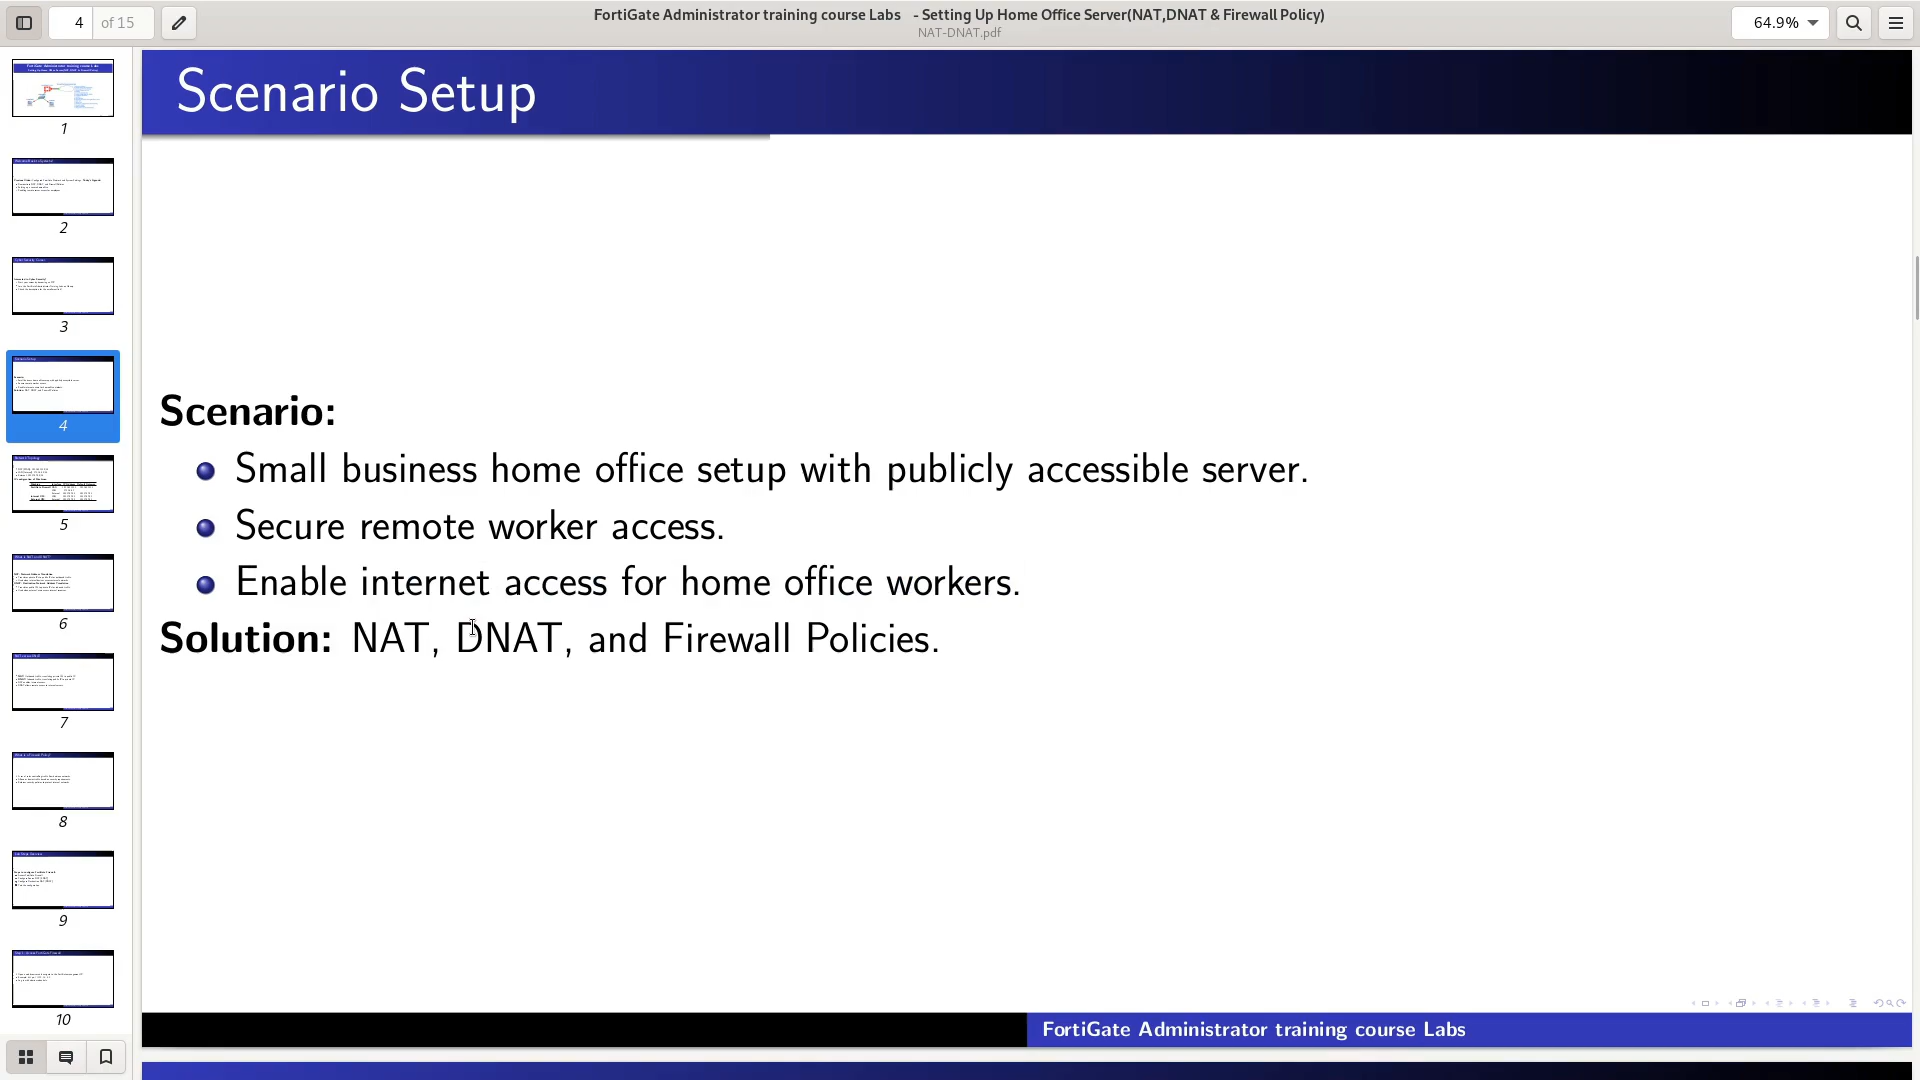 4 of 15
FortiGate Administrator training course Labs - Setting Up Home Office Server(NAT,DNAT & Firewall Policy)
NAT-DNAT.pdf
64.9%
Scenario Setup
Scenario:
Small business home office setup with publicly accessible server.
Secure remote worker access.
Enable internet access for home office workers.
Solution: NAT, DNAT, and Firewall Policies.
FortiGate Administrator training course Labs
1
2
3
4
5
6
7
8
9
10